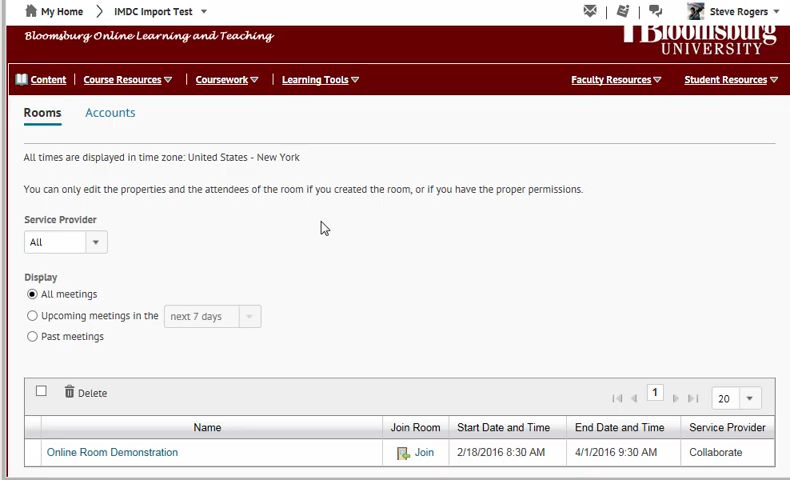 My Home
IMDC Import Test
Steve Rogers
Bloomsburg Online Learning and Teaching
Bloomsburg
UNIVERSITY
Content
Course Resources
Coursework
Learning Tools
Faculty Resources
Student Resources
Rooms
Accounts
All times are displayed in time zone: United States - New York
You can only edit the properties and the attendees of the room if you created the room, or if you have the proper permissions.
Service Provider
All
Display
All meetings
Upcoming meetings in the
next 7 days
Past meetings
Delete
1
20
Name
Join Room
Start Date and Time
End Date and Time
Service Provider
Online Room Demonstration
Join
2/18/2016 8:30 AM
4/1/2016 9:30 AM
Collaborate